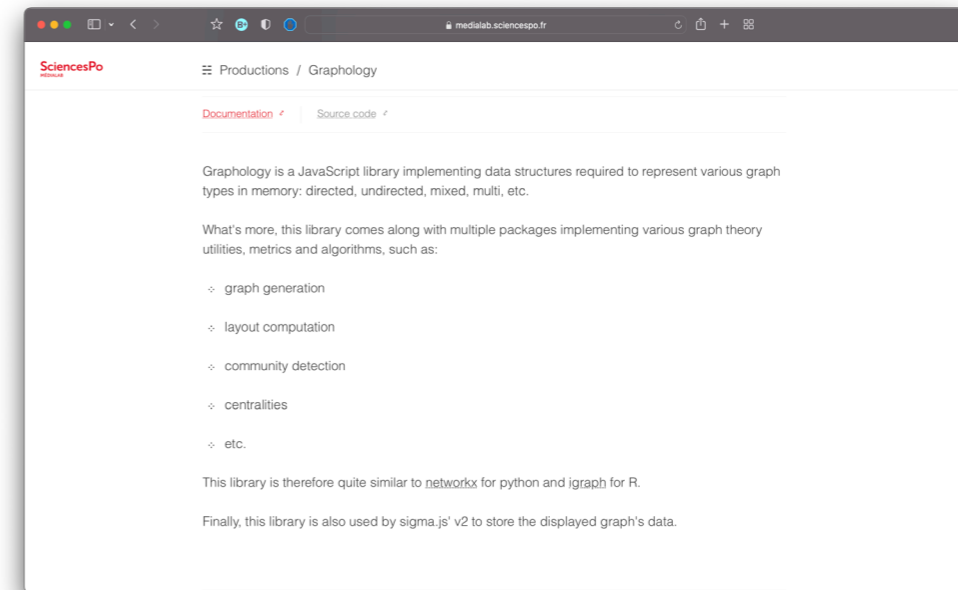 medialab.sciencespo.fr
SciencesPo
MÉDIALAB
Productions / Graphology
Documentation
Source code
Graphology is a JavaScript library implementing data structures required to represent various graph
types in memory: directed, undirected, mixed, multi, etc.
What's more, this library comes along with multiple packages implementing various graph theory
utilities, metrics and algorithms, such as:
graph generation
layout computation
community detection
centralities
etc.
This library is therefore quite similar to networkx for python and igraph for R.
Finally, this library is also used by sigma.js' v2 to store the displayed graph's data.